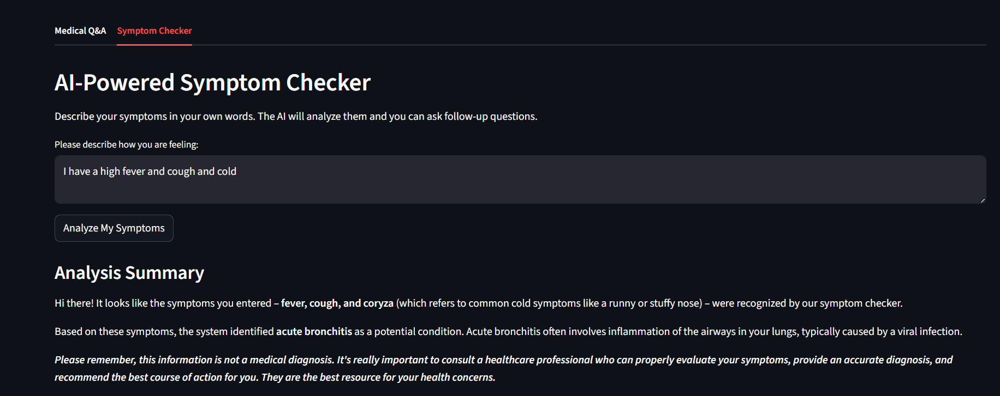 Medical Q&A Symptom Checker
AI-Powered Symptom Checker
Describe your symptoms in your own words. The AI will analyze them and you can ask follow-up questions.
Please describe how you are feeling:
I have a high fever and cough and cold
Analyze My Symptoms
Analysis Summary
Hi there! It looks like the symptoms you entered – fever, cough, and coryza (which refers to common cold symptoms like a runny or stuffy nose) – were recognized by our symptom checker.
Based on these symptoms, the system identified acute bronchitis as a potential condition. Acute bronchitis often involves inflammation of the airways in your lungs, typically caused by a viral infection.
Please remember, this information is not a medical diagnosis. It's really important to consult a healthcare professional who can properly evaluate your symptoms, provide an accurate diagnosis, and
recommend the best course of action for you. They are the best resource for your health concerns.